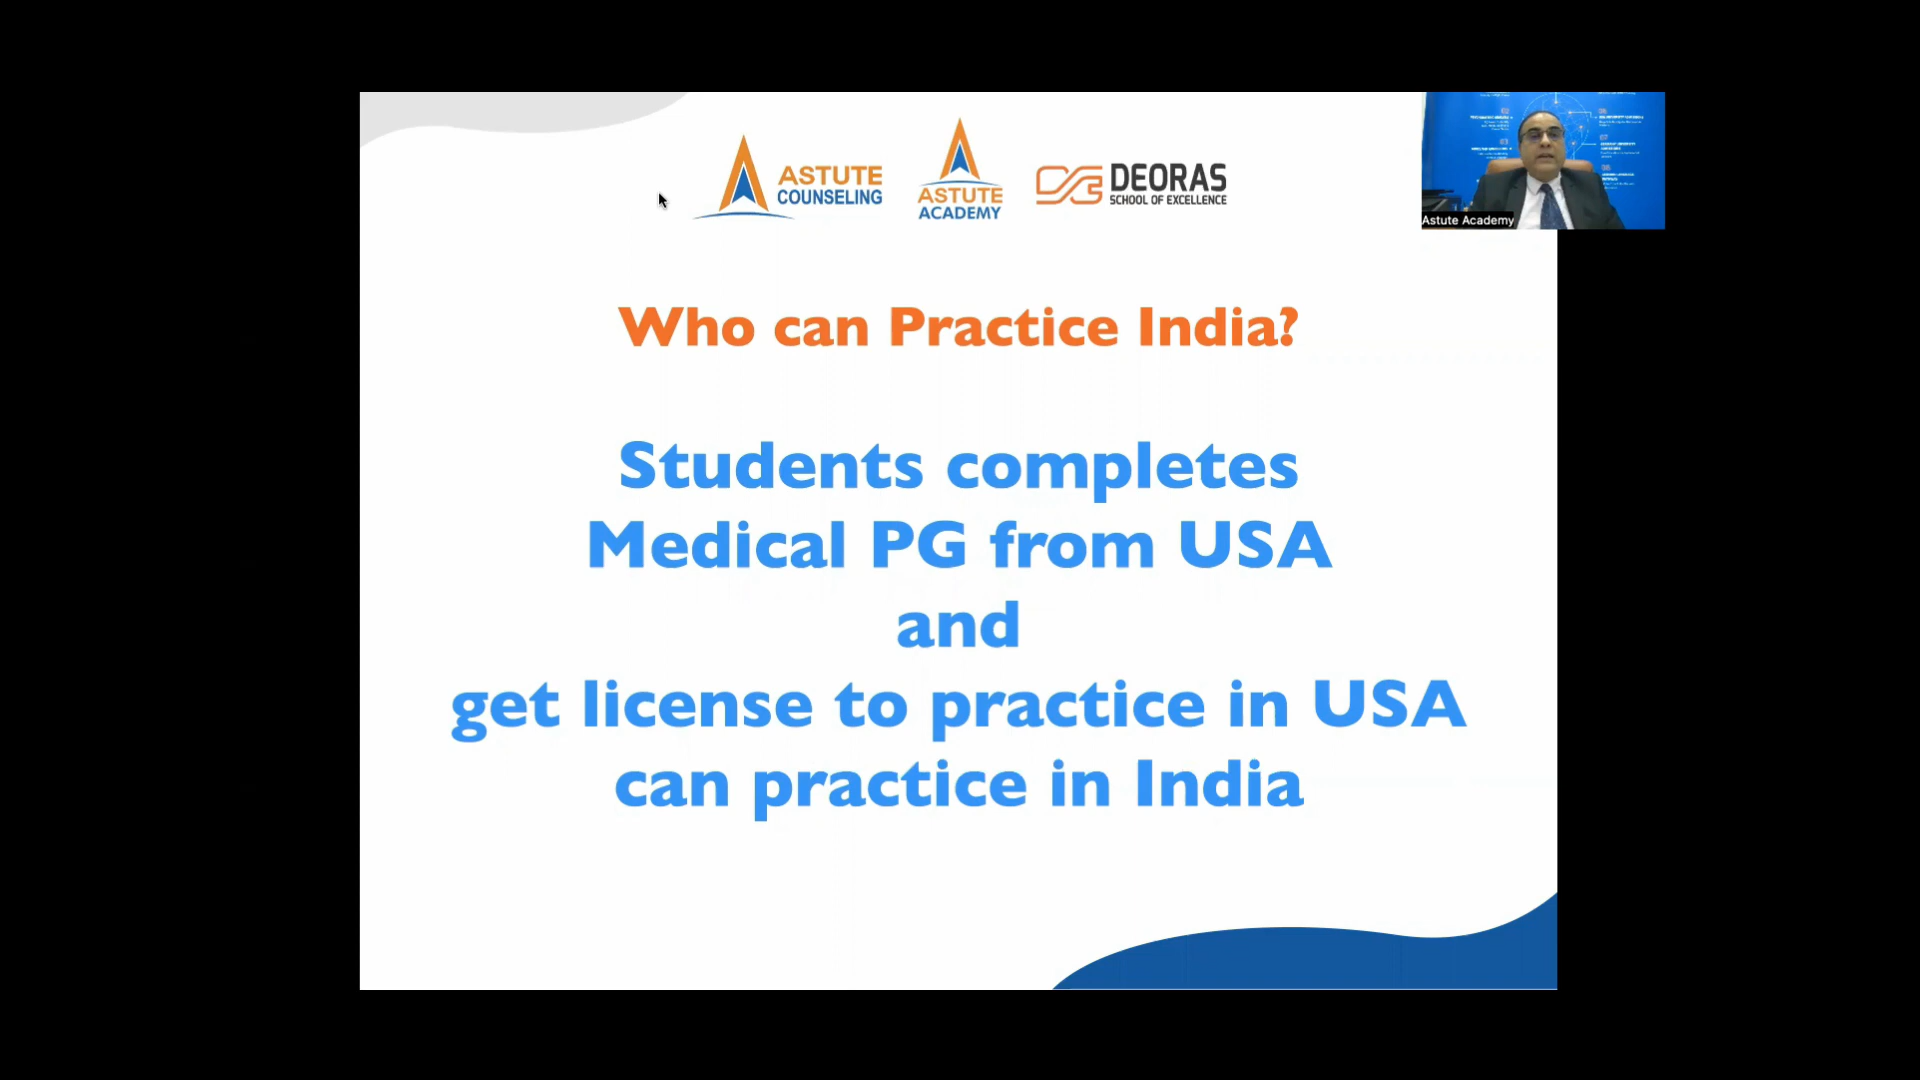 ASTUTE
COUNSELING
ASTUTE
ACADEMY
DEORAS
SCHOOL OF EXCELLENCE
Astute Academy
Who can Practice India?
Students completes
Medical PG from USA
and
get license to practice in USA
can practice in India